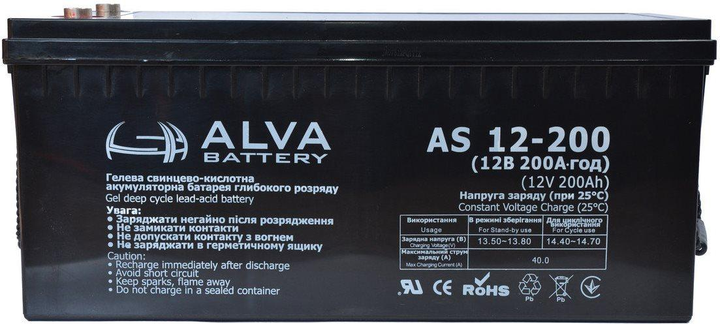 ALVA
BATTERY
Гелева свинцево-кислотна
акумуляторна батарея глибокого розряду
Gel deep cycle lead-acid battery
Увага:
● Заряджати негайно після розрядження
● Не замикати контакти
● Не допускати контакту з вогнем
● Не заряджати в герметичному ящику
Caution:
● Recharge immediately after discharge
● Avoid short circuit
● Keep sparks, flame away
● Do not charge in a sealed container
AS 12-200
(12В 200А·год)
(12V 200Ah)
Напруга заряду (при 25°C)
Constant Voltage Charge (25°C)
Використання В режимі зберігання Для циклічного використання
Usage For Stand-by use For Cycle use
Зарядна напруга (В) 13.50~13.80 14.40~14.70
Charging Voltage(V)
Максимальний струм заряду (А) 40.0
Max Charging Current (A)
CE RoHS Pb Pb